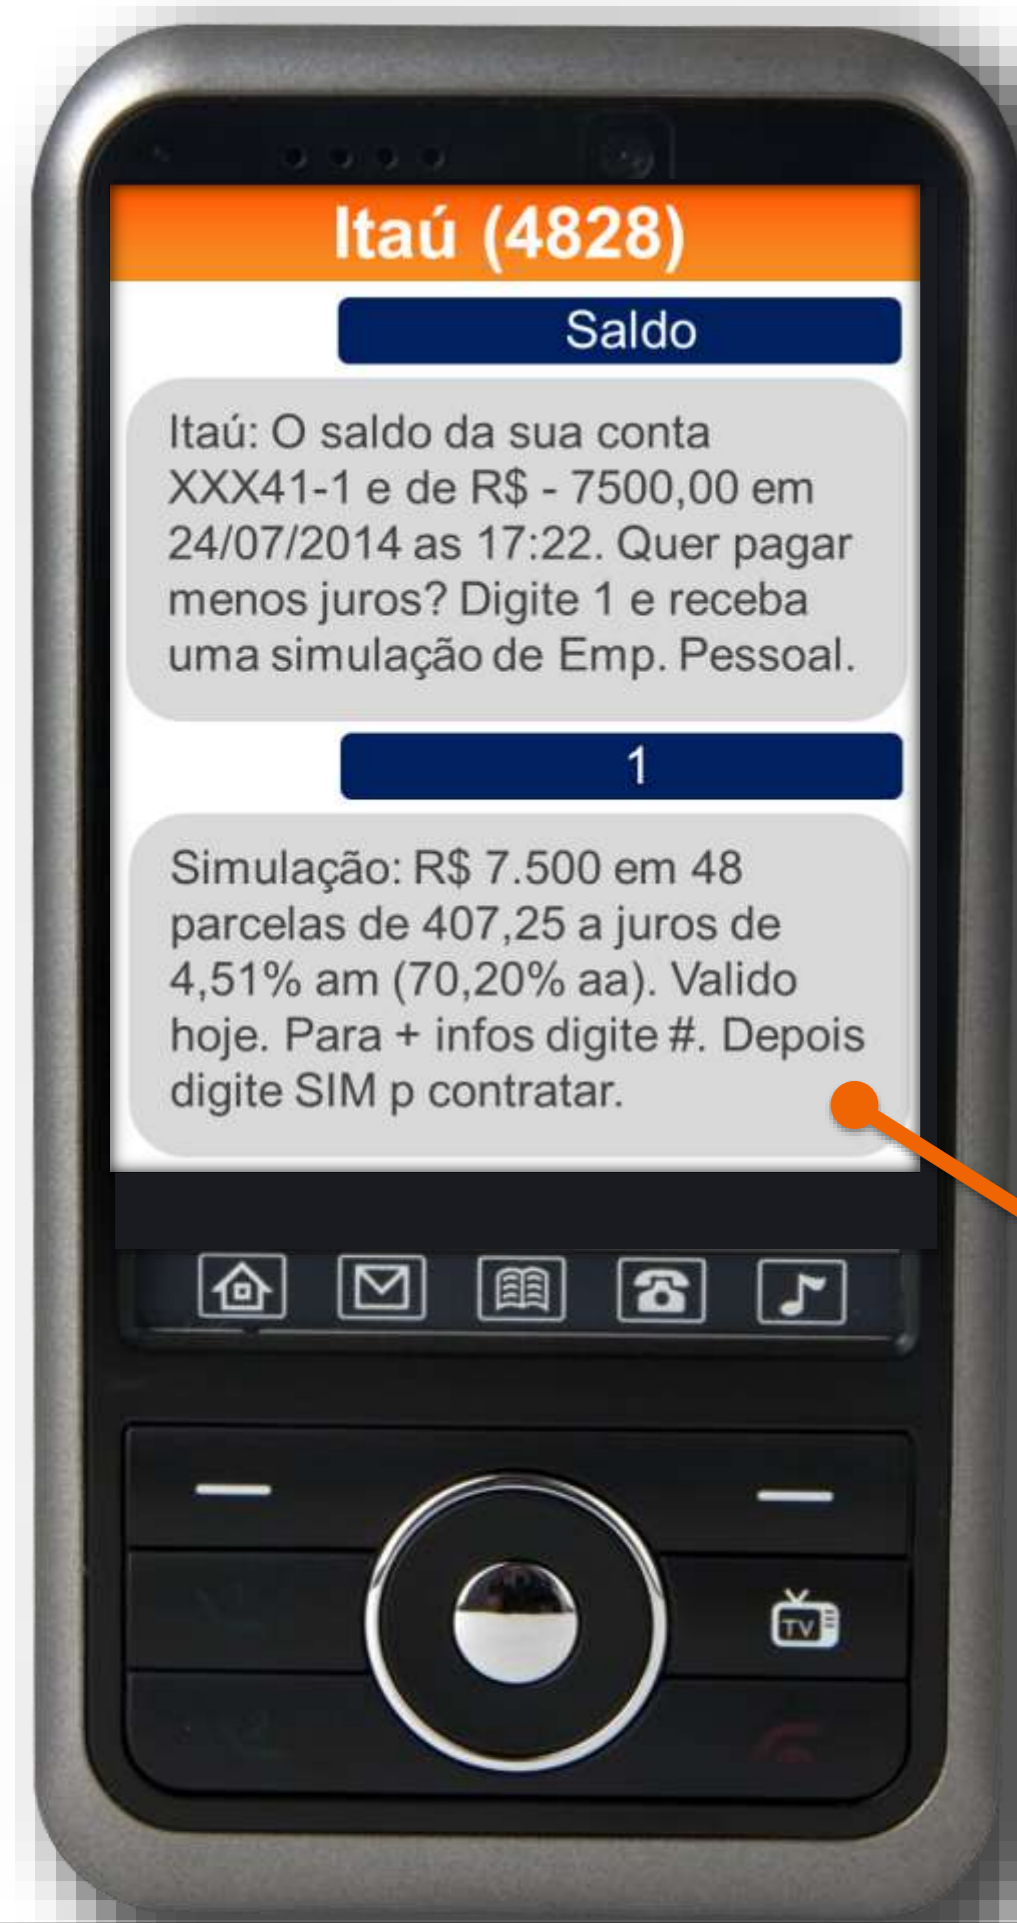 Itaú (4828)
Saldo
Itaú: O saldo da sua conta
XXX41-1 e de R$ - 7500,00 em
24/07/2014 as 17:22. Quer pagar
menos juros? Digite 1 e receba
uma simulação de Emp. Pessoal.
1
Simulação: R$ 7.500 em 48
parcelas de 407,25 a juros de
4,51% am (70,20% aa). Valido
hoje. Para + infos digite #. Depois
digite SIM p contratar.
TV